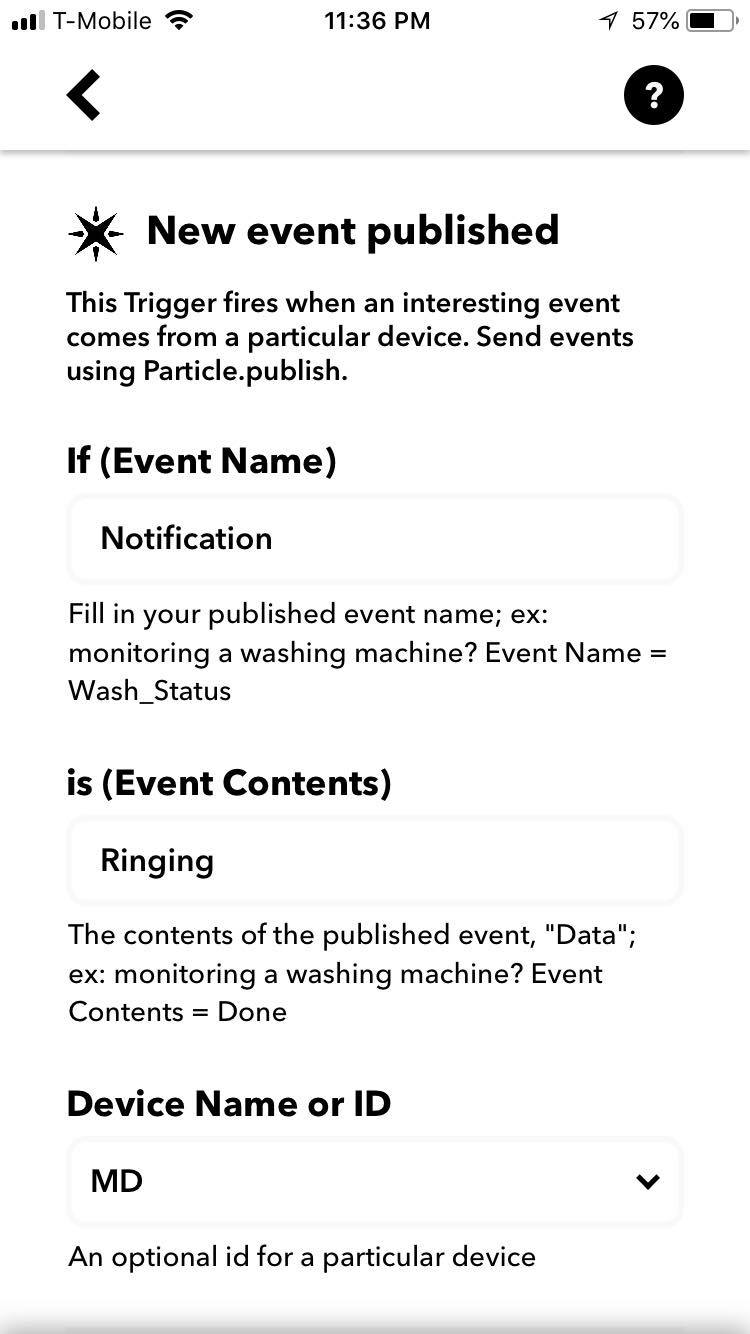 T-Mobile 11:36 PM 57%
?
New event published
This Trigger fires when an interesting event
comes from a particular device. Send events
using Particle.publish.
If (Event Name)
Notification
Fill in your published event name; ex:
monitoring a washing machine? Event Name =
Wash_Status
is (Event Contents)
Ringing
The contents of the published event, "Data";
ex: monitoring a washing machine? Event
Contents = Done
Device Name or ID
MD
An optional id for a particular device